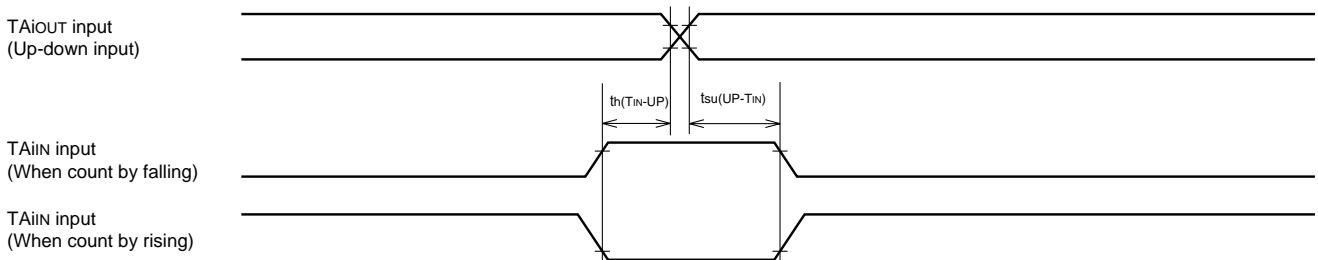 TAiOUT input
(Up-down input)
th(TIN-UP)
tsu(UP-TIN)
TAiIN input
(When count by falling)
TAiIN input
(When count by rising)